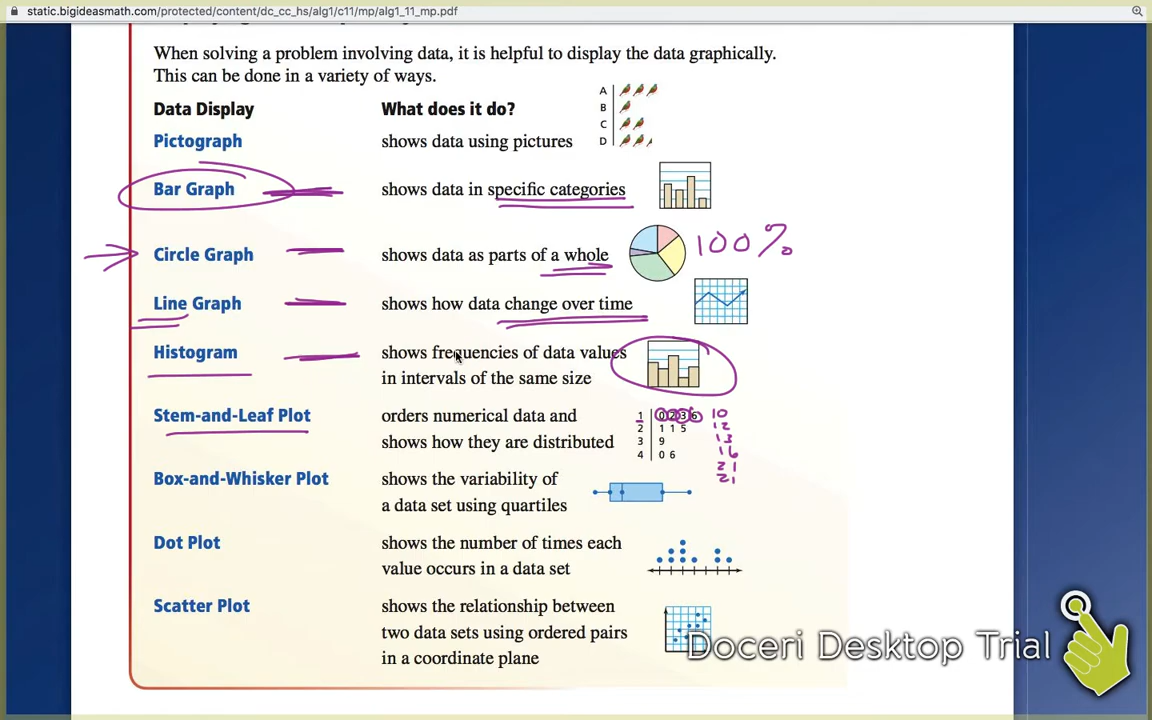 static.bigideasmath.com/protected/content/dc_cc_hs/alg1/c11/mp/alg1_11_mp.pdf
When solving a problem involving data, it is helpful to display the data graphically.
This can be done in a variety of ways.
Data Display What does it do?
A
B
C
D
Pictograph shows data using pictures
Bar Graph shows data in specific categories
Circle Graph shows data as parts of a whole 100%
Line Graph shows how data change over time
Histogram shows frequencies of data values
in intervals of the same size
Stem-and-Leaf Plot orders numerical data and
shows how they are distributed
1 0 2 3 6
2 1 1 5
3 9
4 0 6
10
12
13
16
21
21
Box-and-Whisker Plot shows the variability of
a data set using quartiles
Dot Plot shows the number of times each
value occurs in a data set
Scatter Plot shows the relationship between
two data sets using ordered pairs
in a coordinate plane
Doceri Desktop Trial